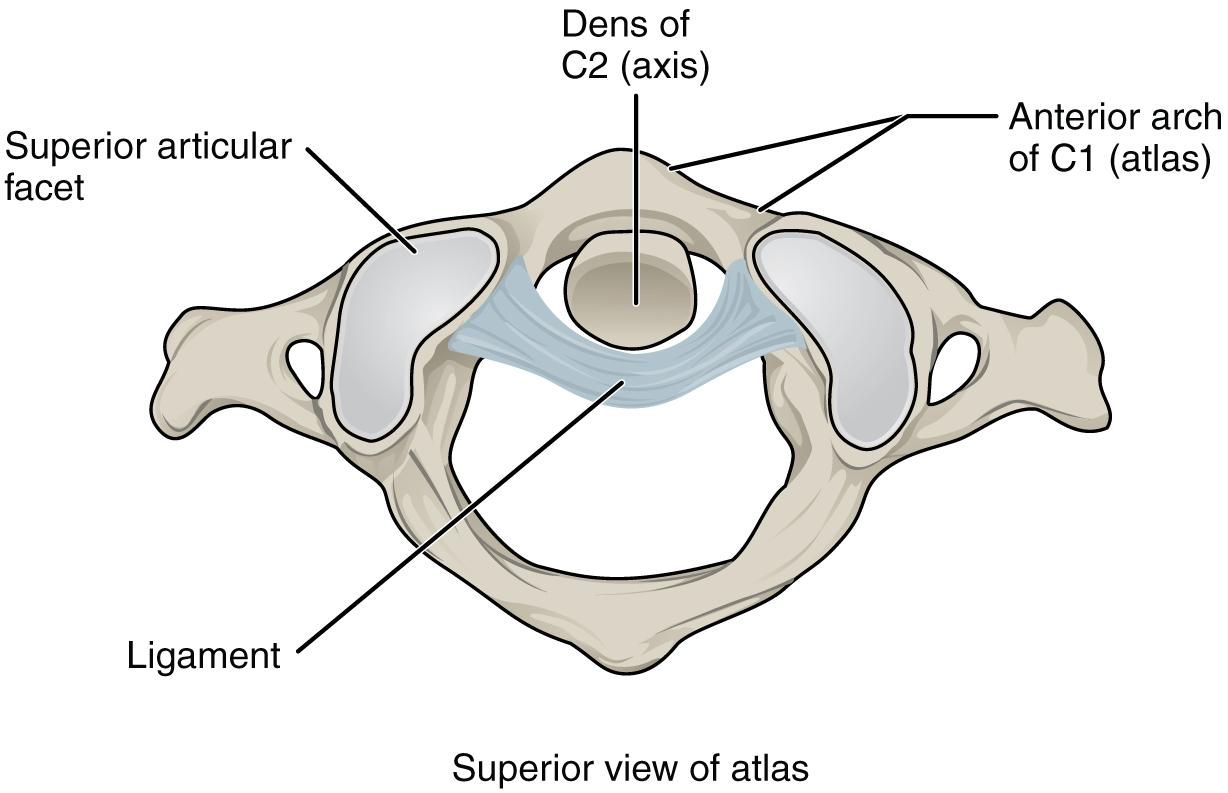 Dens of
C2 (axis)
Anterior arch
of C1 (atlas)
Superior articular
facet
Ligament
Superior view of atlas